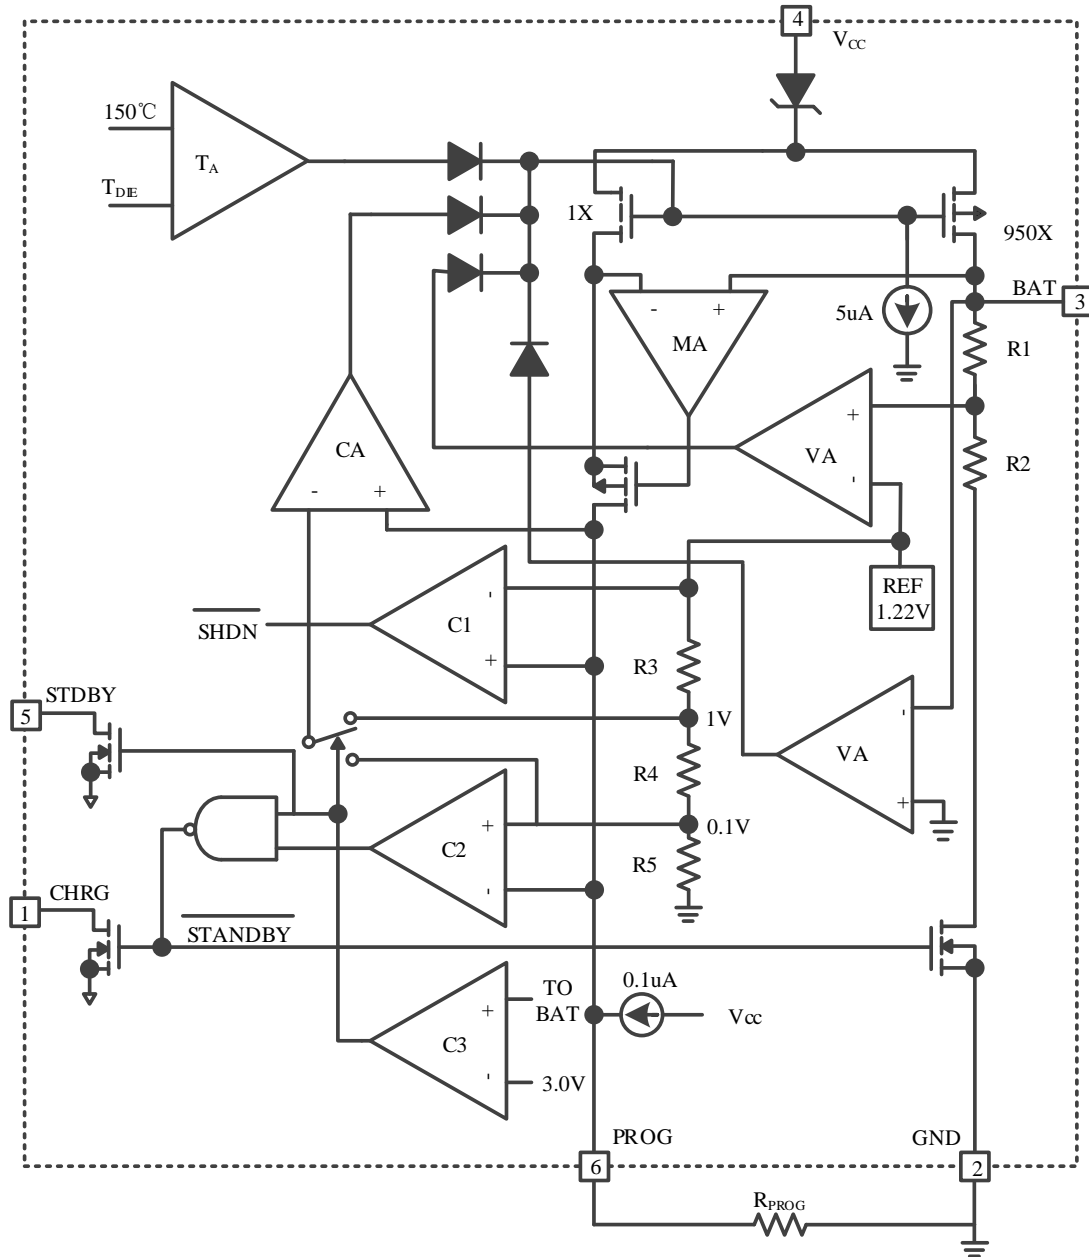 4
VCC
150℃
TA
TDIE
1X
950X
BAT
3
- +
5uA
MA
R1
CA
+
VA
R2
- +
-
REF
1.22V
SHDN
-
C1
+
R3
STDBY
5
1V
-
VA
R4
+
+
0.1V
C2
R5
-
CHRG
1
STANDBY
0.1uA
TO
BAT
+
Vcc
C3
-
3.0V
PROG
GND
6
2
RPROG